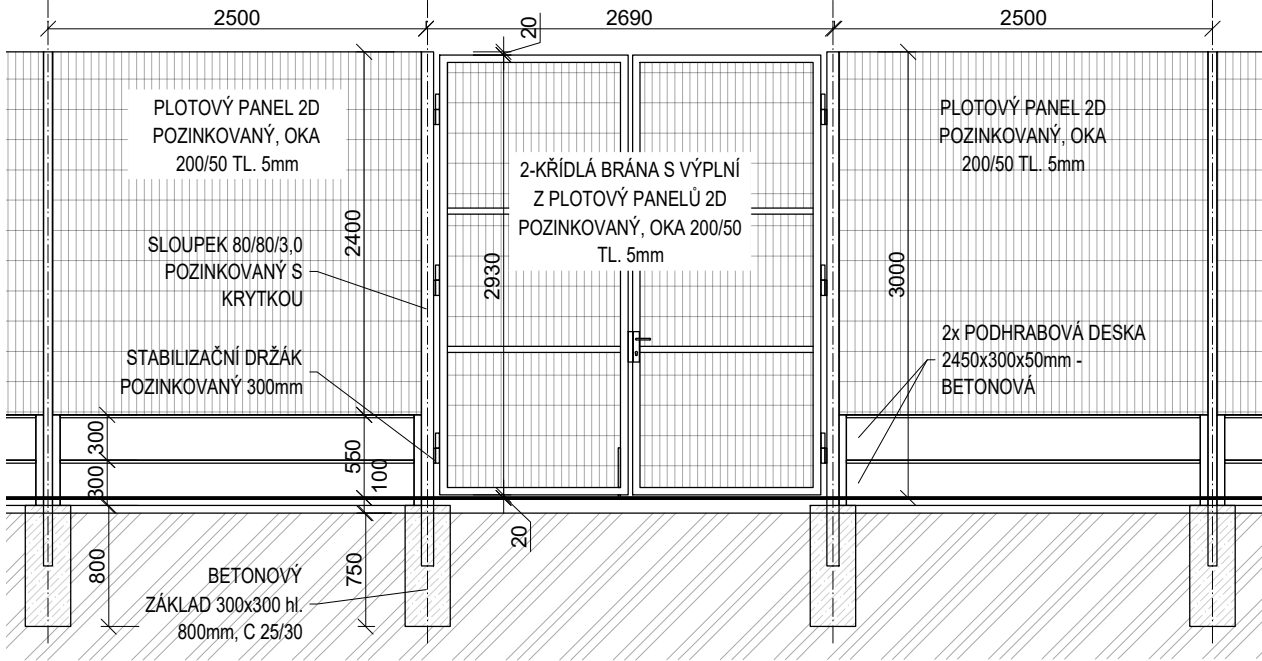 2500
2690
2500
20
PLOTOVÝ PANEL 2D
POZINKOVANÝ, OKA
200/50 TL. 5mm
PLOTOVÝ PANEL 2D
POZINKOVANÝ, OKA
200/50 TL. 5mm
2-KŘÍDLÁ BRÁNA S VÝPLNÍ
Z PLOTOVÝ PANELŮ 2D
POZINKOVANÝ, OKA 200/50
TL. 5mm
2400
SLOUPEK 80/80/3,0
POZINKOVANÝ S
KRYTKOU
2930
3000
STABILIZAČNÍ DRŽÁK
POZINKOVANÝ 300mm
2x PODHRABOVÁ DESKA
2450x300x50mm -
BETONOVÁ
300
300
550
100
20
800
750
BETONOVÝ
ZÁKLAD 300x300 hl.
800mm, C 25/30